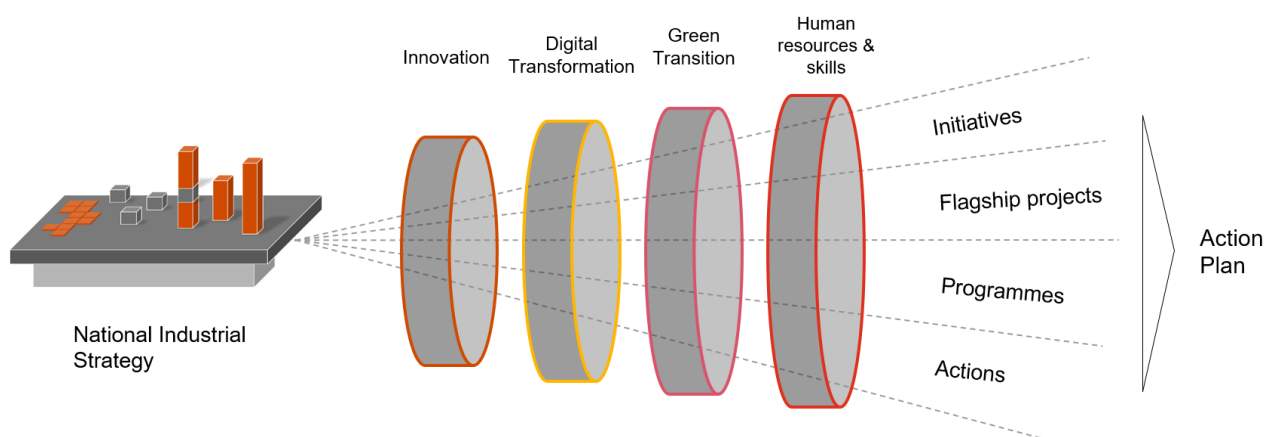 Innovation
Digital
Transformation
Green
Transition
Human
resources &
skills
Initiatives
Flagship projects
Programmes
Actions
Action
Plan
National Industrial
Strategy